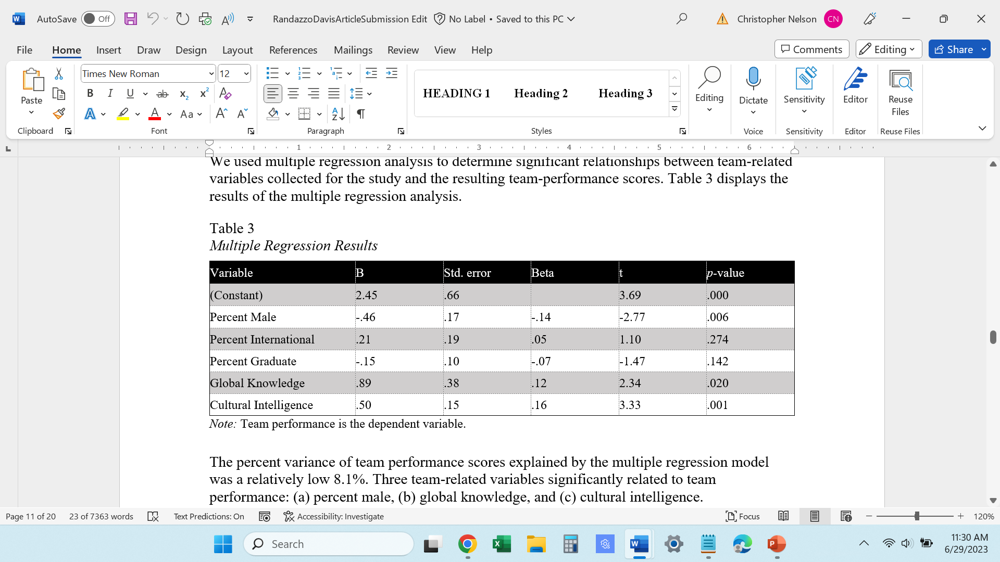 AutoSave Off RandazzoDavisArticleSubmission Edit No Label • Saved to this PC Christopher Nelson CN
File Home Insert Draw Design Layout References Mailings Review View Help Comments Editing Share
Paste Times New Roman 12 HEADING 1 Heading 2 Heading 3 Editing Dictate Sensitivity Editor Reuse Files
Clipboard Font Paragraph Styles Voice Sensitivity Editor Reuse Files
1 2 3 4 5 6
We used multiple regression analysis to determine significant relationships between team-related
variables collected for the study and the resulting team-performance scores. Table 3 displays the
results of the multiple regression analysis.
Table 3
Multiple Regression Results
Variable B Std. error Beta t p-value
(Constant) 2.45 .66 3.69 .000
Percent Male -.46 .17 -.14 -2.77 .006
Percent International .21 .19 .05 1.10 .274
Percent Graduate -.15 .10 -.07 -1.47 .142
Global Knowledge .89 .38 .12 2.34 .020
Cultural Intelligence .50 .15 .16 3.33 .001
Note: Team performance is the dependent variable.
The percent variance of team performance scores explained by the multiple regression model
was a relatively low 8.1%. Three team-related variables significantly related to team
performance: (a) percent male, (b) global knowledge, and (c) cultural intelligence.
Page 11 of 20 23 of 7363 words Text Predictions: On Accessibility: Investigate Focus 120%
Search 11:30 AM
6/29/2023